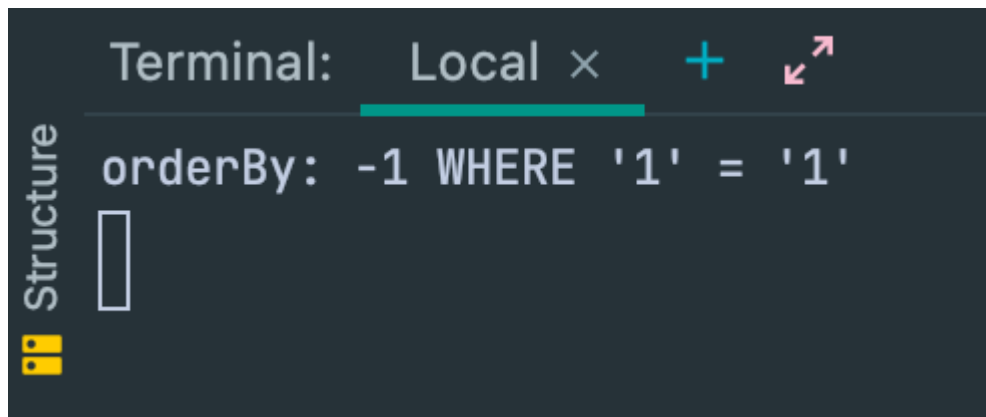 Terminal: Local × +
orderBy: -1 WHERE '1' = '1'
Structure